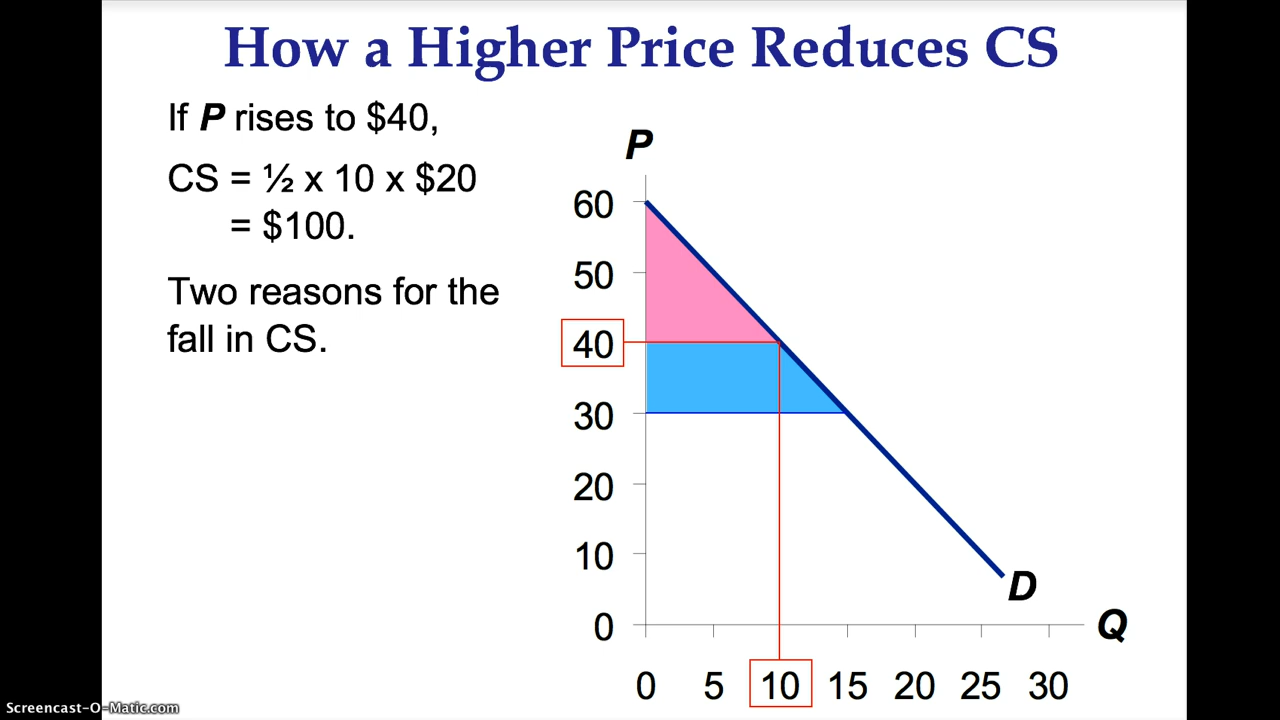 How a Higher Price Reduces CS
If P rises to $40,
CS = ½ x 10 x $20
= $100.
Two reasons for the
fall in CS.
P
60
50
40
30
20
10
0
D
Q
0 5 10 15 20 25 30
Screencast-O-Matic.com